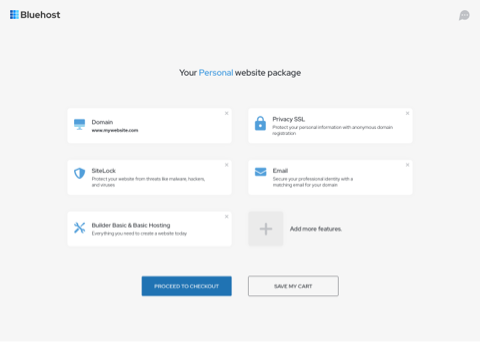 Bluehost
Your Personal website package
Domain
www.mywebsite.com
Privacy SSL
Protect your personal information with anonymous domain
registration
SiteLock
Protect your website from threats like malware, hackers,
and viruses
Email
Secure your professional identity with a
matching email for your domain
Builder Basic & Basic Hosting
Everything you need to create a website today
Add more features.
PROCEED TO CHECKOUT
SAVE MY CART